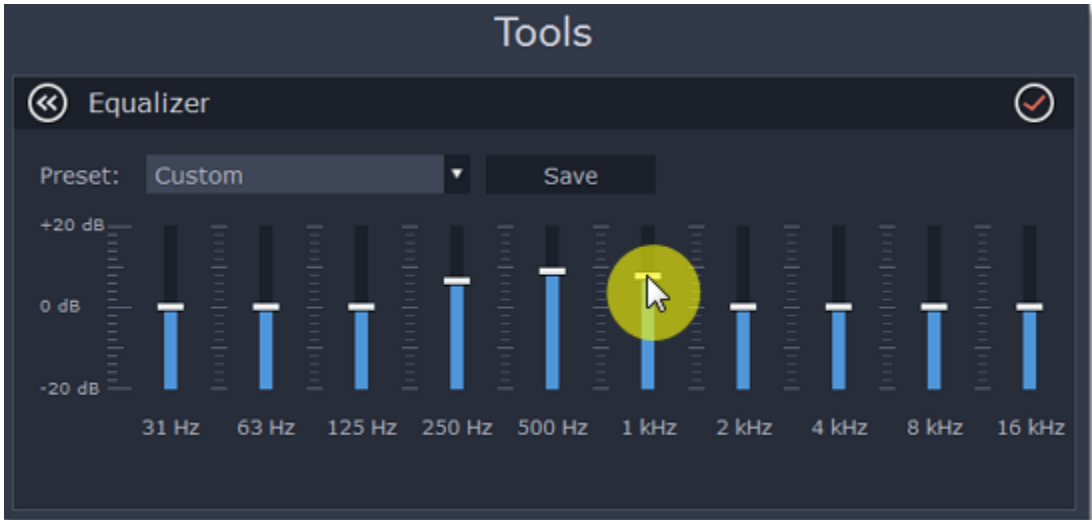 Tools
Equalizer
Preset: Custom Save
+20 dB
0 dB
-20 dB
31 Hz 63 Hz 125 Hz 250 Hz 500 Hz 1 kHz 2 kHz 4 kHz 8 kHz 16 kHz